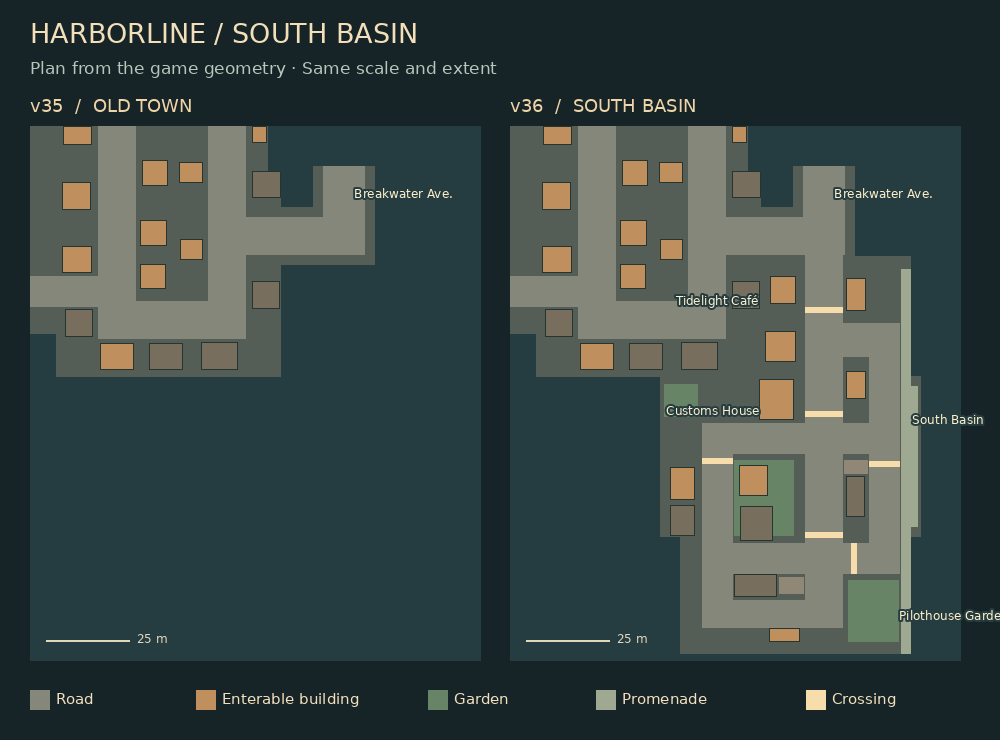 HARBORLINE / SOUTH BASIN
Plan from the game geometry · Same scale and extent
v35 / OLD TOWN
v36 / SOUTH BASIN
Breakwater Ave.
Breakwater Ave.
Tidelight Café
Customs House
South Basin
Pilothouse Garde
25 m
25 m
Road
Enterable building
Garden
Promenade
Crossing